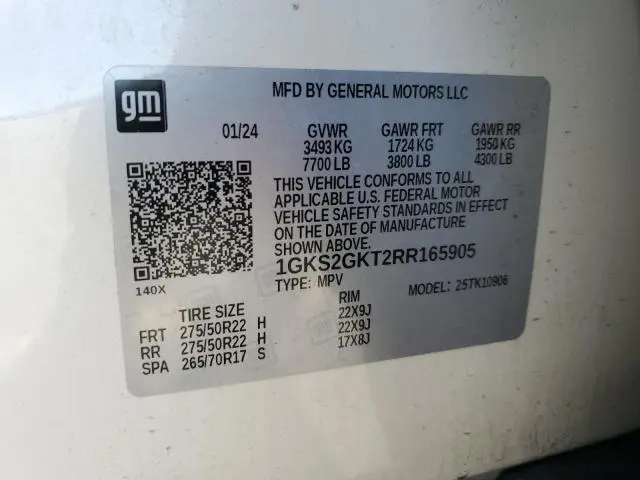 gm
MFD BY GENERAL MOTORS LLC
01/24 GVWR GAWR FRT GAWR RR
3493 KG 1724 KG 1950 KG
7700 LB 3800 LB 4300 LB
THIS VEHICLE CONFORMS TO ALL
APPLICABLE U.S. FEDERAL MOTOR
VEHICLE SAFETY STANDARDS IN EFFECT
ON THE DATE OF MANUFACTURE
SHOWN ABOVE.
1GKS2GKT2RR165905
140X
TYPE: MPV MODEL: 25TK10906
TIRE SIZE RIM
FRT 275/50R22 H 22X9J
RR 275/50R22 H 22X9J
SPA 265/70R17 S 17X8J